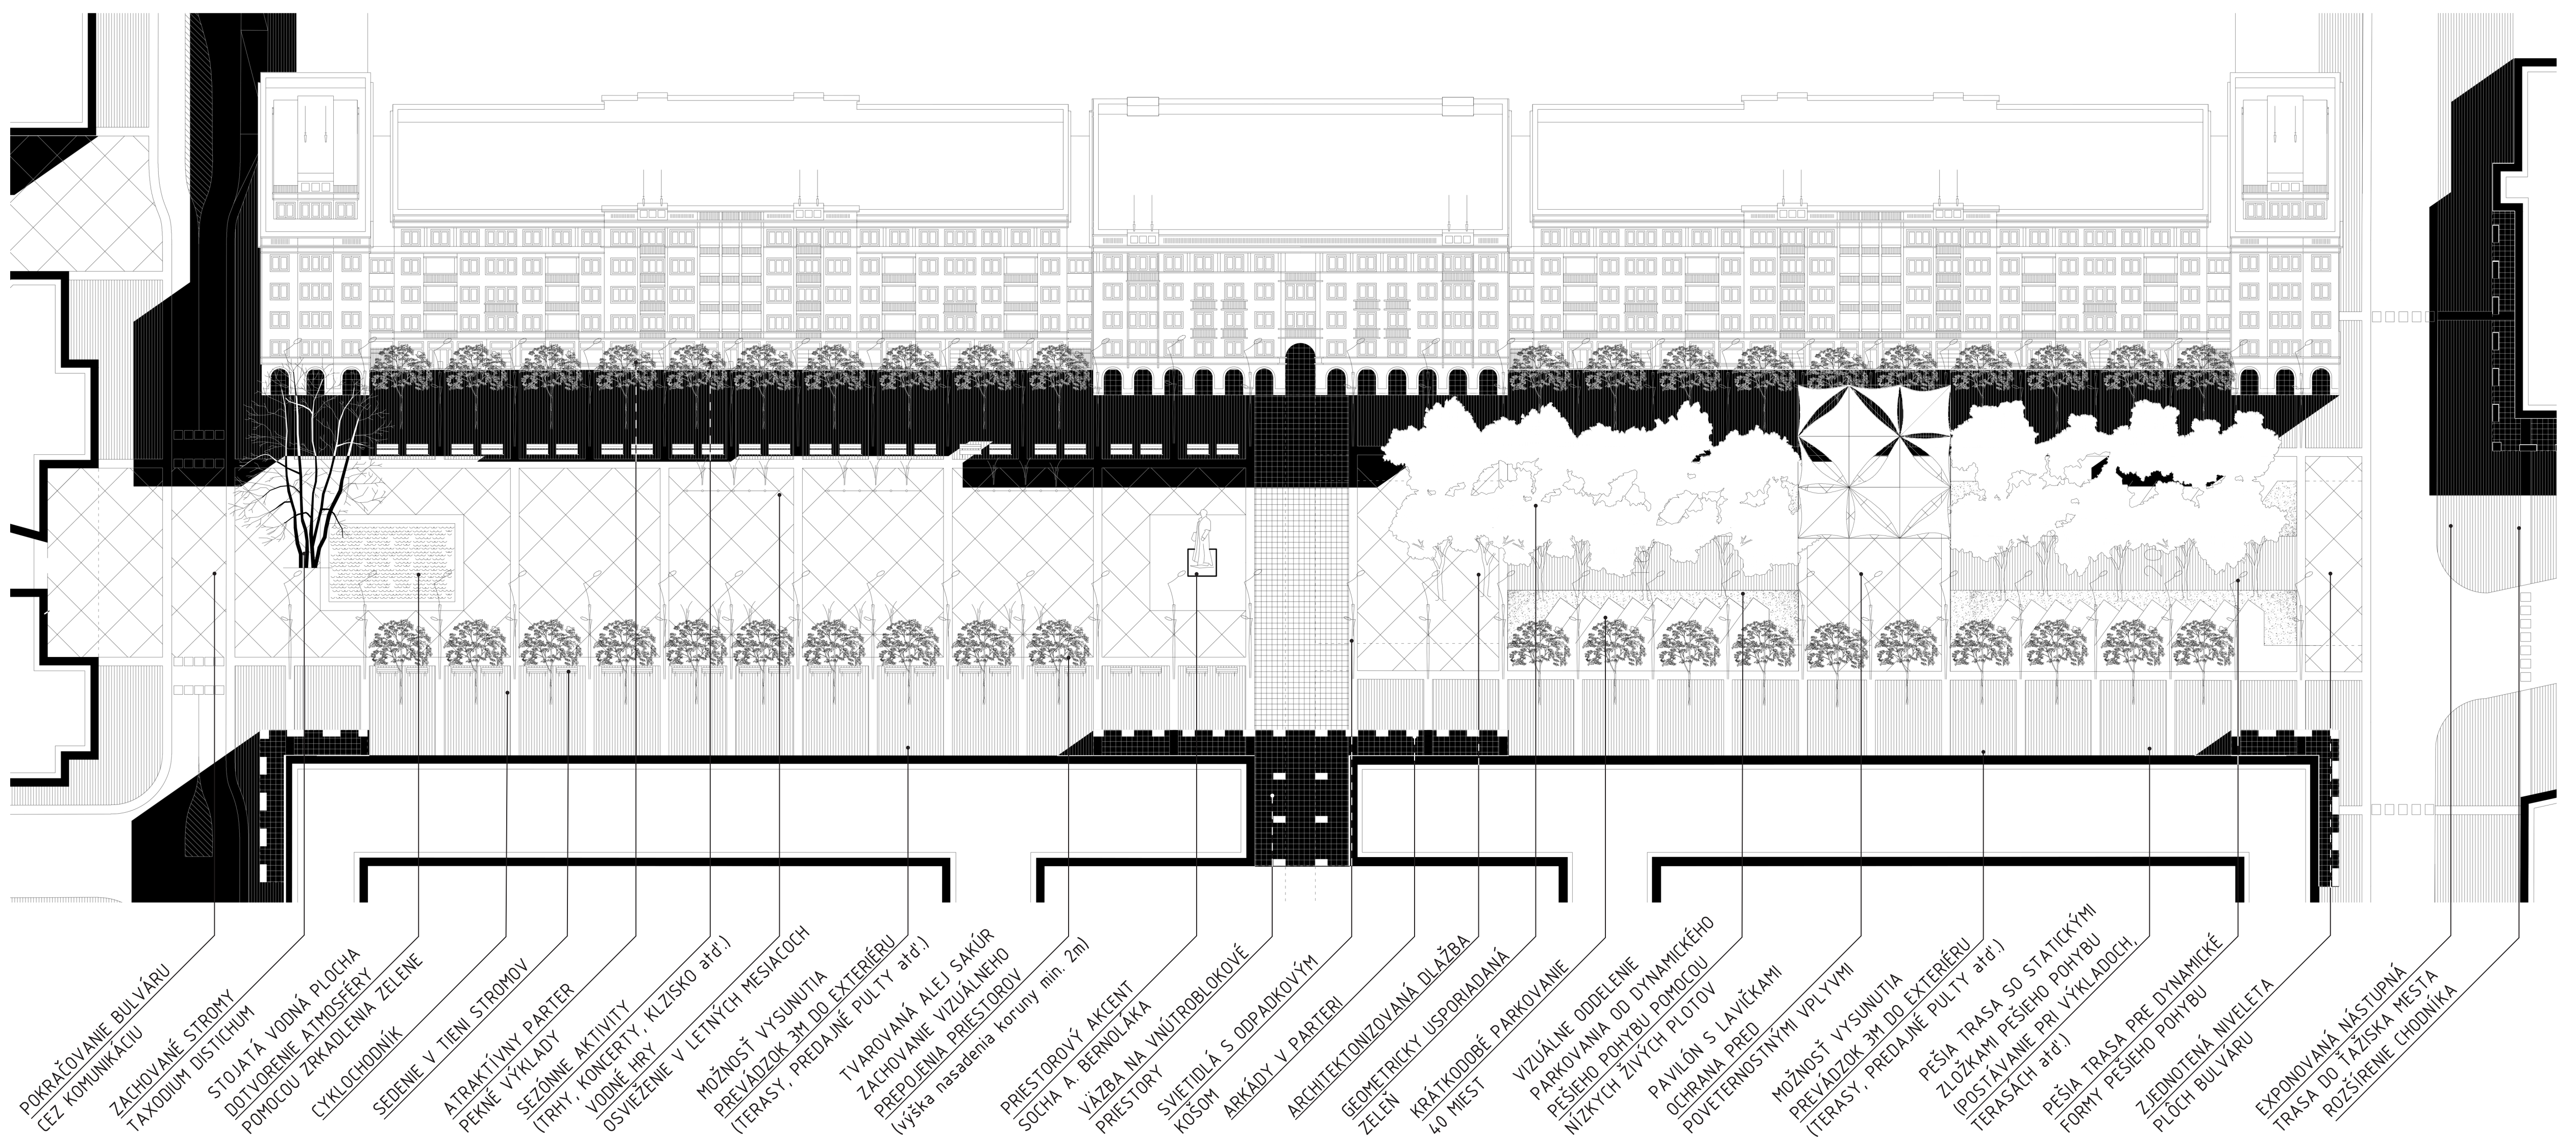 POKRAČOVANIE BULVÁRU
CEZ KOMUNIKÁCIU
ZACHOVANÉ STROMY
TAXODIUM DISTICHUM
STOJATÁ VODNÁ PLOCHA
DOTVORENIE ATMOSFÉRY
POMOCOU ZRKADLENIA ZELENE
CYKLOCHODNÍK
SEDENIE V TIENI STROMOV
ATRAKTÍVNY PARTER
PEKNÉ VÝKLADY
SEZÓNNE AKTIVITY
(TRHY, KONCERTY, KLZISKO atď.)
VODNÉ HRY
OSVIEŽENIE V LETNÝCH MESIACOCH
MOŽNOSŤ VYSUNUTIA
PREVÁDZOK 3M DO EXTERIÉRU
(TERASY, PREDAJNÉ PULTY atď.)
TVAROVANÁ ALEJ SAKÚR
ZACHOVANIE VIZUÁLNEHO
PREPOJENIA PRIESTOROV
(výška nasadenia koruny min. 2m)
PRIESTOROVÝ AKCENT
SOCHA A. BERNOLÁKA
VÄZBA NA VNÚTROBLOKOVÉ
PRIESTORY
SVIETIDLÁ S ODPADKOVÝM
KOŠOM
ARKÁDY V PARTERI
ARCHITEKTONIZOVANÁ DLAŽBA
GEOMETRICKY USPORIADANÁ
ZELEŇ
KRÁTKODOBÉ PARKOVANIE
40 MIEST
VIZUÁLNE ODDELENIE
PARKOVANIA OD DYNAMICKÉHO
PEŠIEHO POHYBU POMOCOU
NÍZKYCH ŽIVÝCH PLOTOV
PAVILÓN S LAVIČKAMI
OCHRANA PRED
POVETERNOSTNÝMI VPLYVMI
MOŽNOSŤ VYSUNUTIA
PREVÁDZOK 3M DO EXTERIÉRU
(TERASY, PREDAJNÉ PULTY atď.)
PEŠIA TRASA SO STATICKÝMI
ZLOŽKAMI PEŠIEHO POHYBU
(POSTÁVANIE PRI VÝKLADOCH,
TERASÁCH atď.)
PEŠIA TRASA PRE DYNAMICKÉ
FORMY PEŠIEHO POHYBU
ZJEDNOTENÁ NIVELETA
PLÔCH BULVÁRU
EXPONOVANÁ NÁSTUPNÁ
TRASA DO ŤAŽISKA MESTA
ROZŠÍRENIE CHODNÍKA